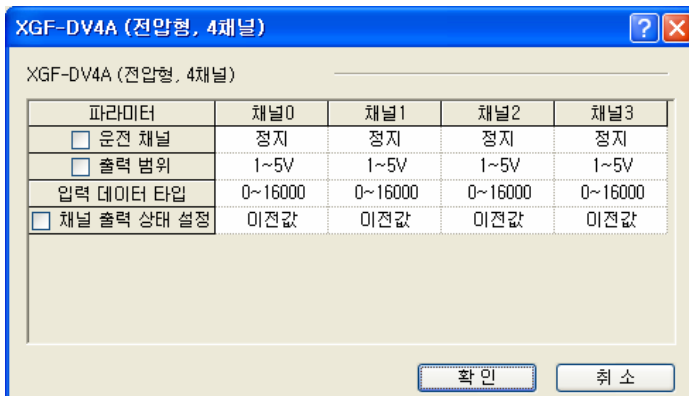 XGF-DV4A (전압형, 4채널)
XGF-DV4A (전압형, 4채널)
파라미터 채널0 채널1 채널2 채널3
운전 채널 정지 정지 정지 정지
출력 범위 1~5V 1~5V 1~5V 1~5V
입력 데이터 타입 0~16000 0~16000 0~16000 0~16000
채널 출력 상태 설정 이전값 이전값 이전값 이전값
확 인 취 소